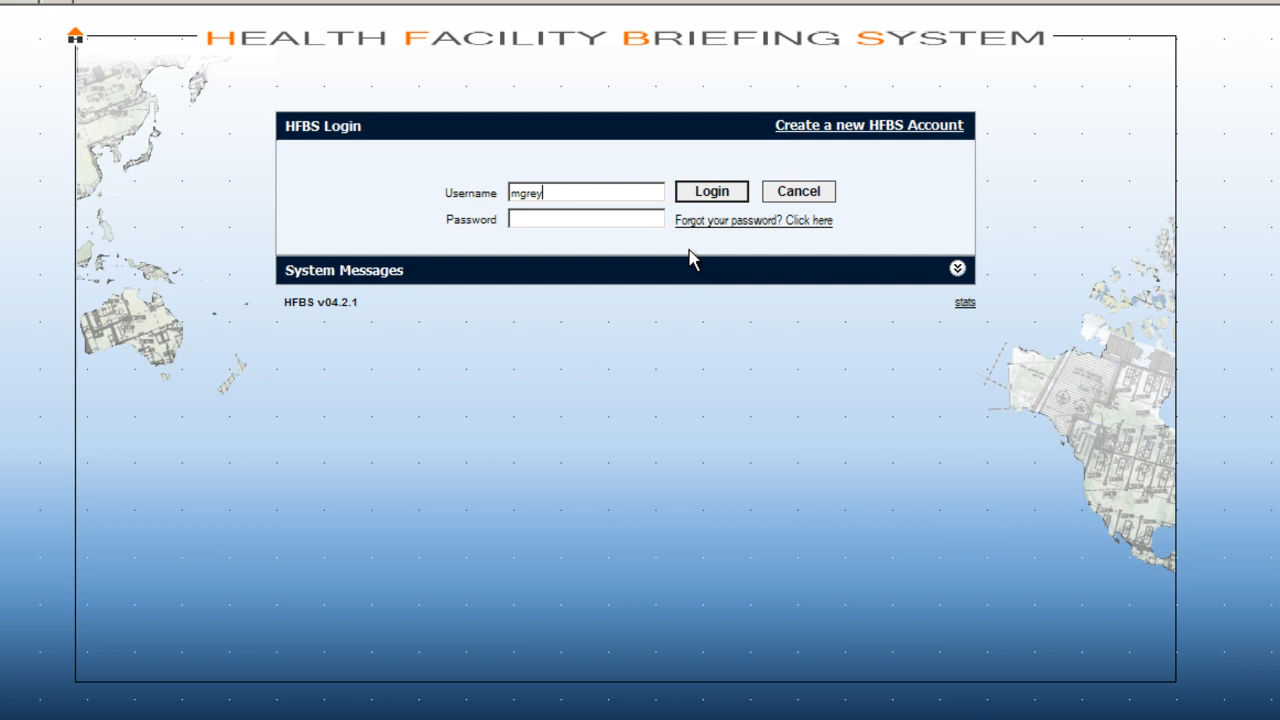 HEALTH FACILITY BRIEFING SYSTEM
HFBS Login Create a new HFBS Account
Username mgrey Login Cancel
Password Forgot your password? Click here
System Messages
HFBS v04.2.1 stats